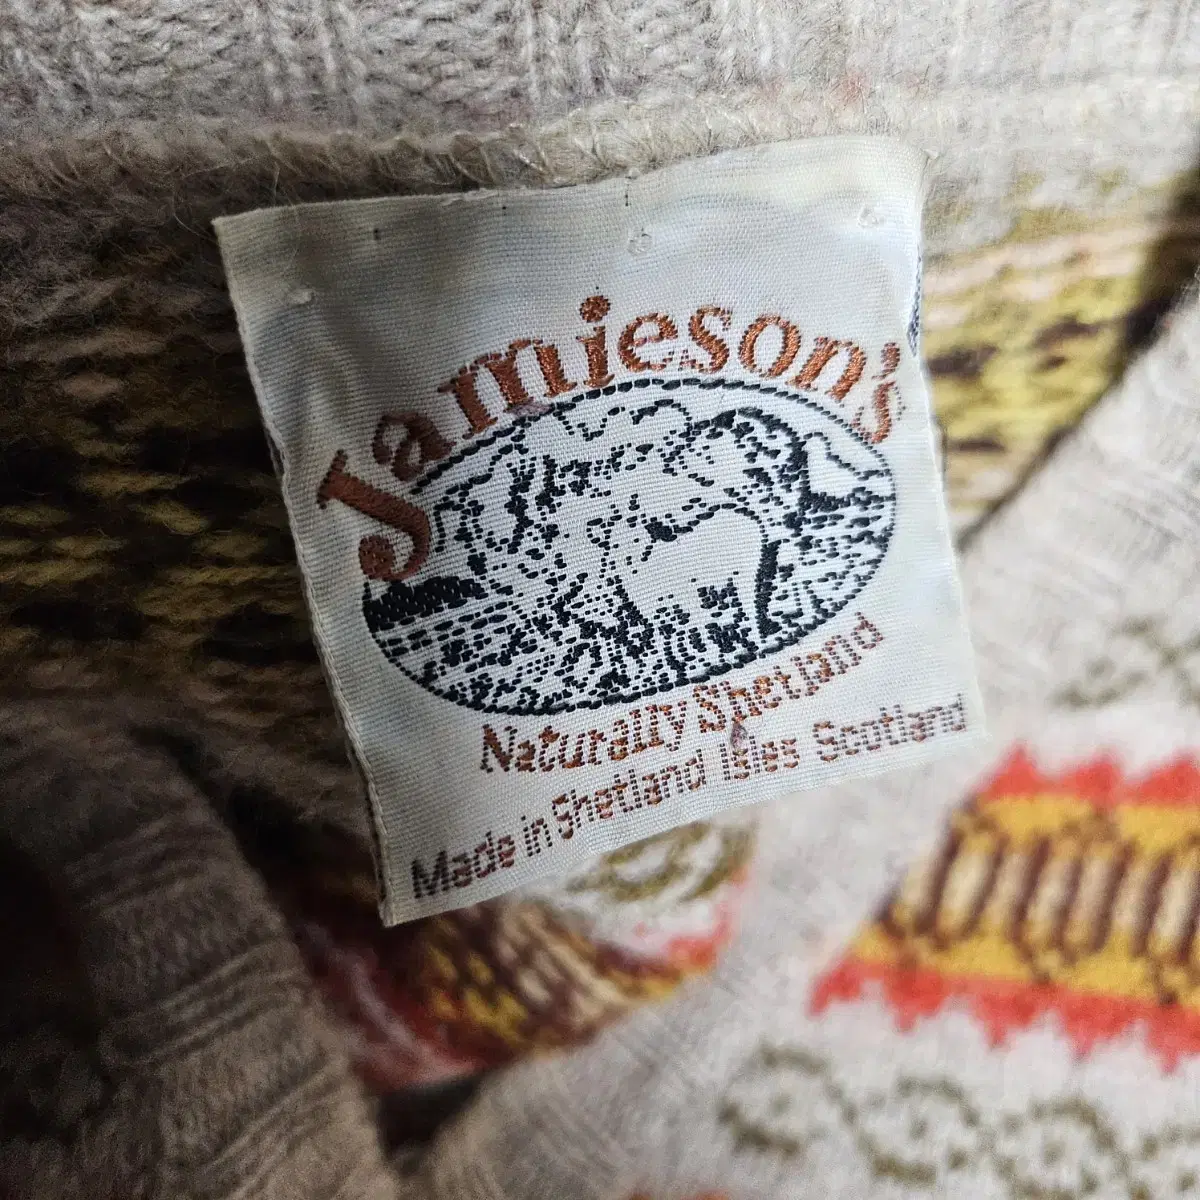 Jamieson's
Naturally Shetland
Made in Shetland Isles Scotland